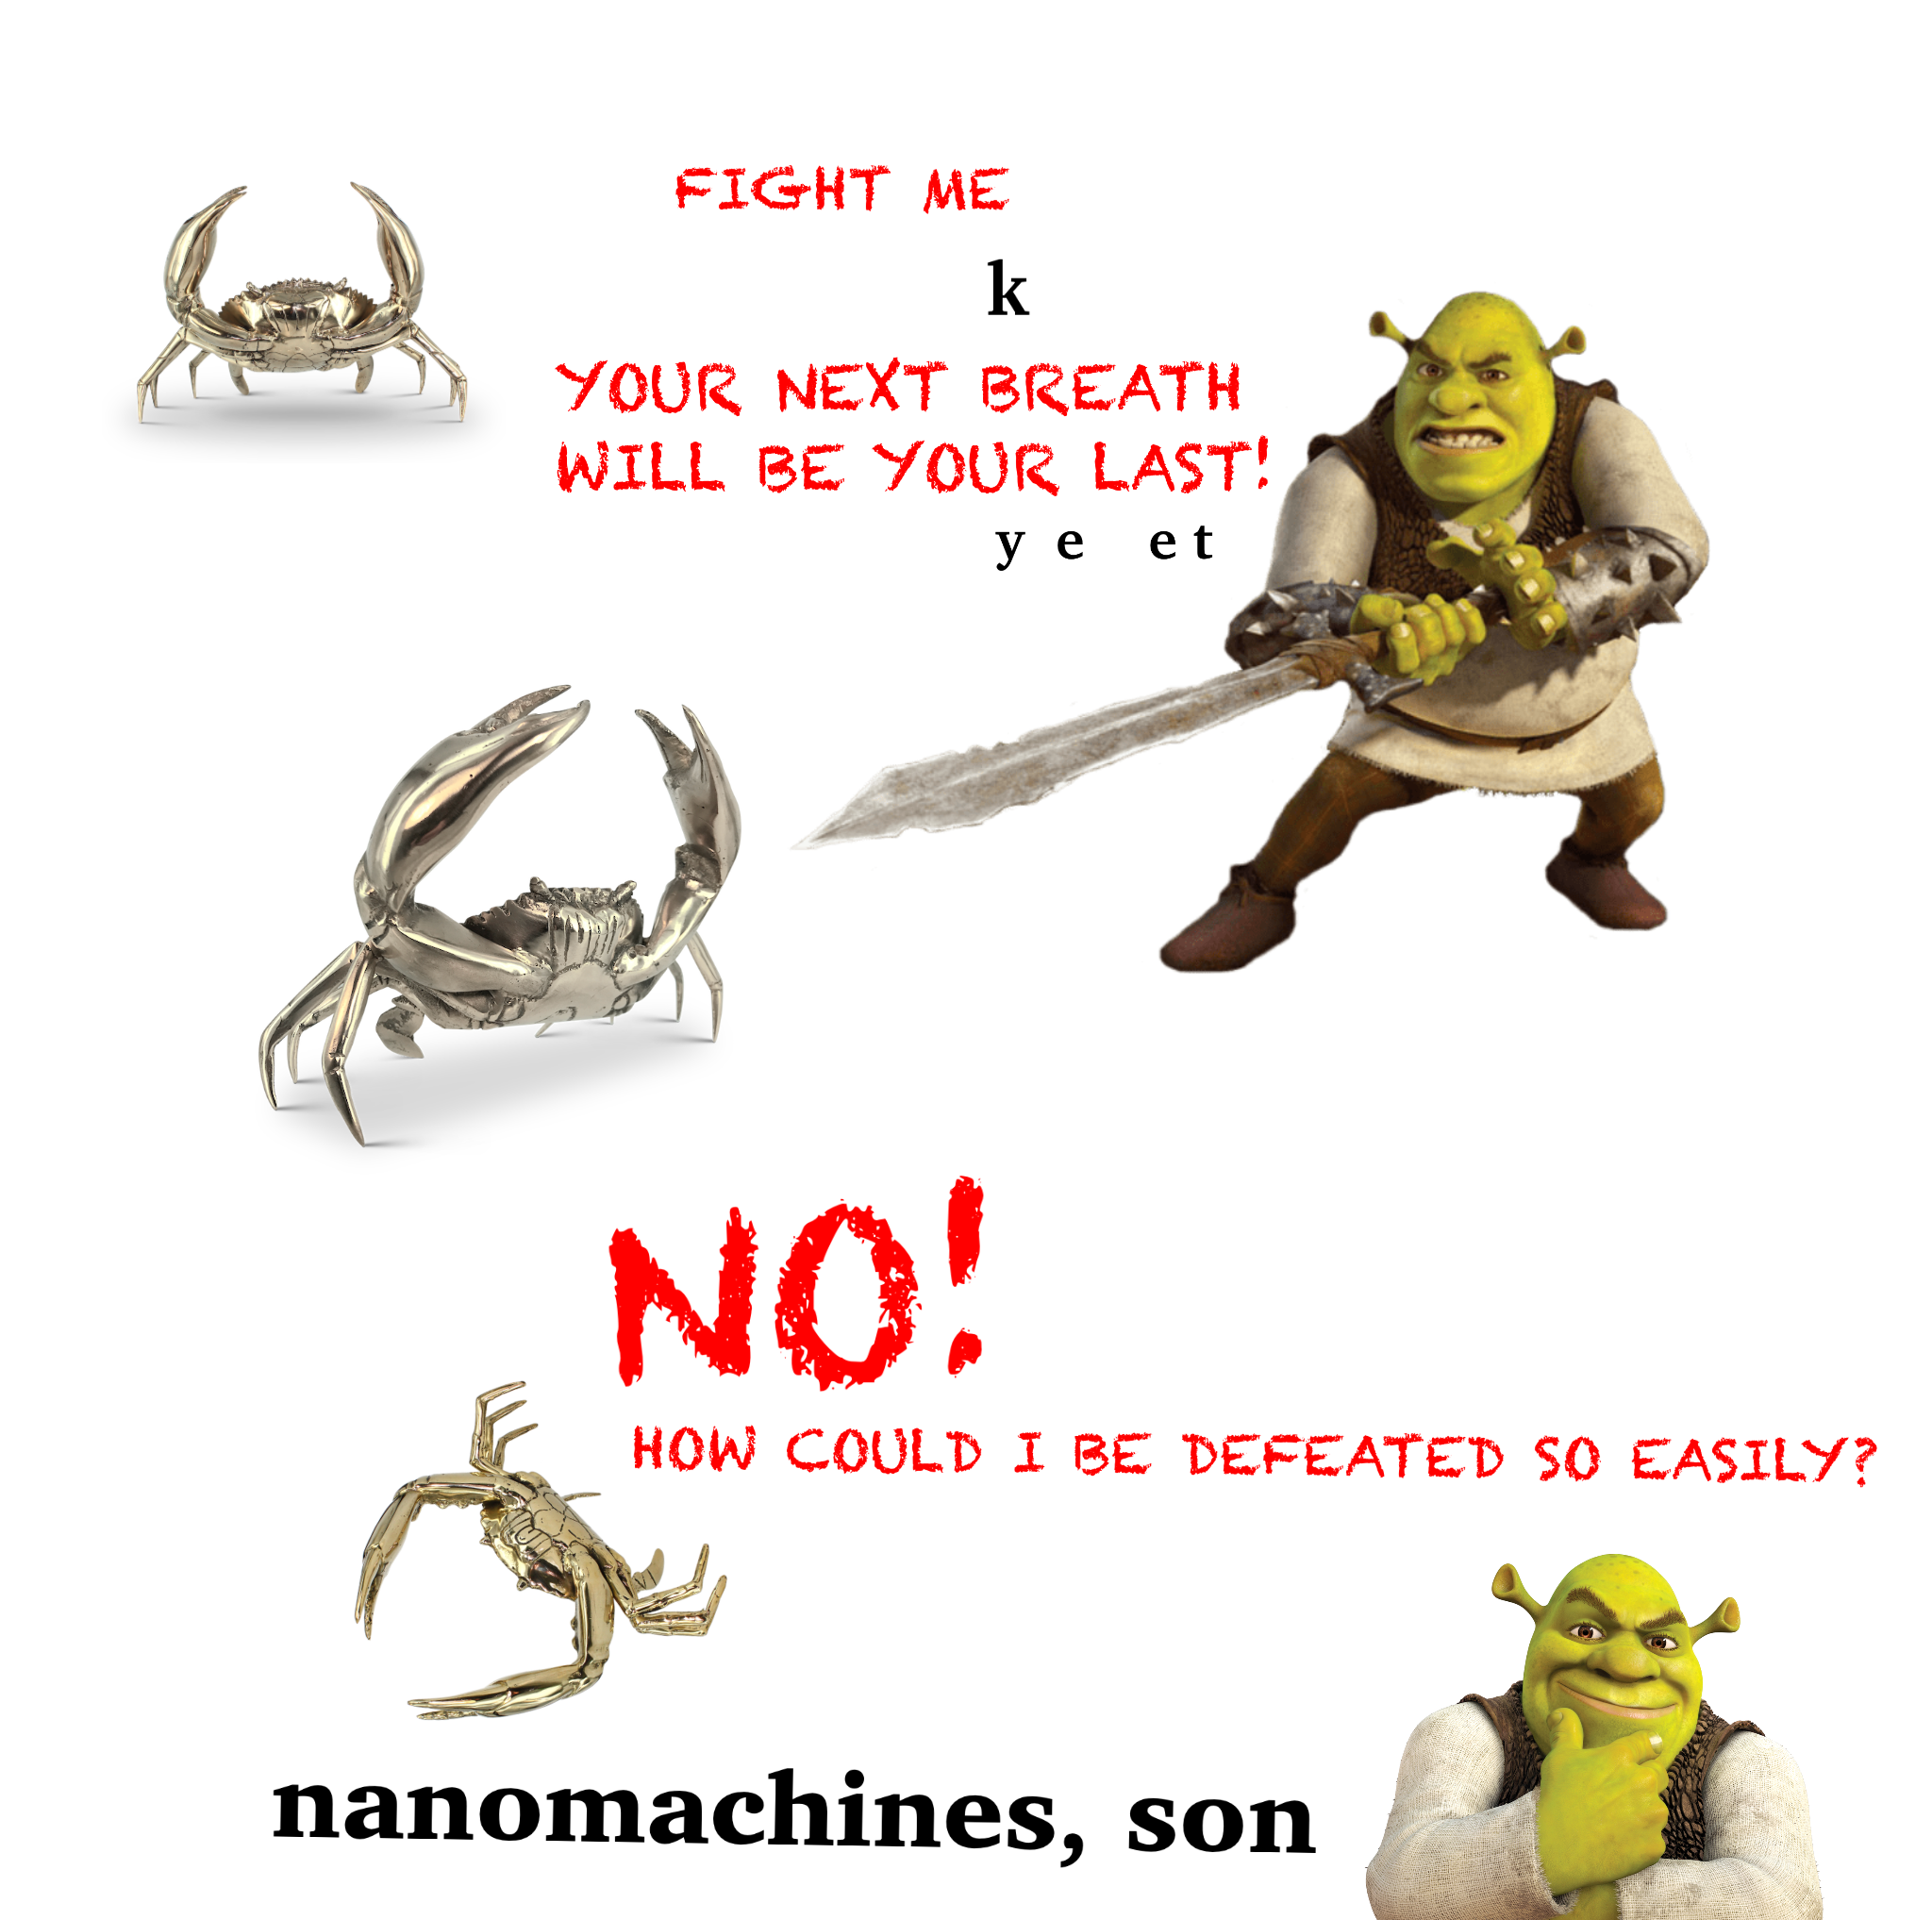 FIGHT ME
k
YOUR NEXT BREATH
WILL BE YOUR LAST!
y e et
NO!
HOW COULD I BE DEFEATED SO EASILY?
nanomachines, son